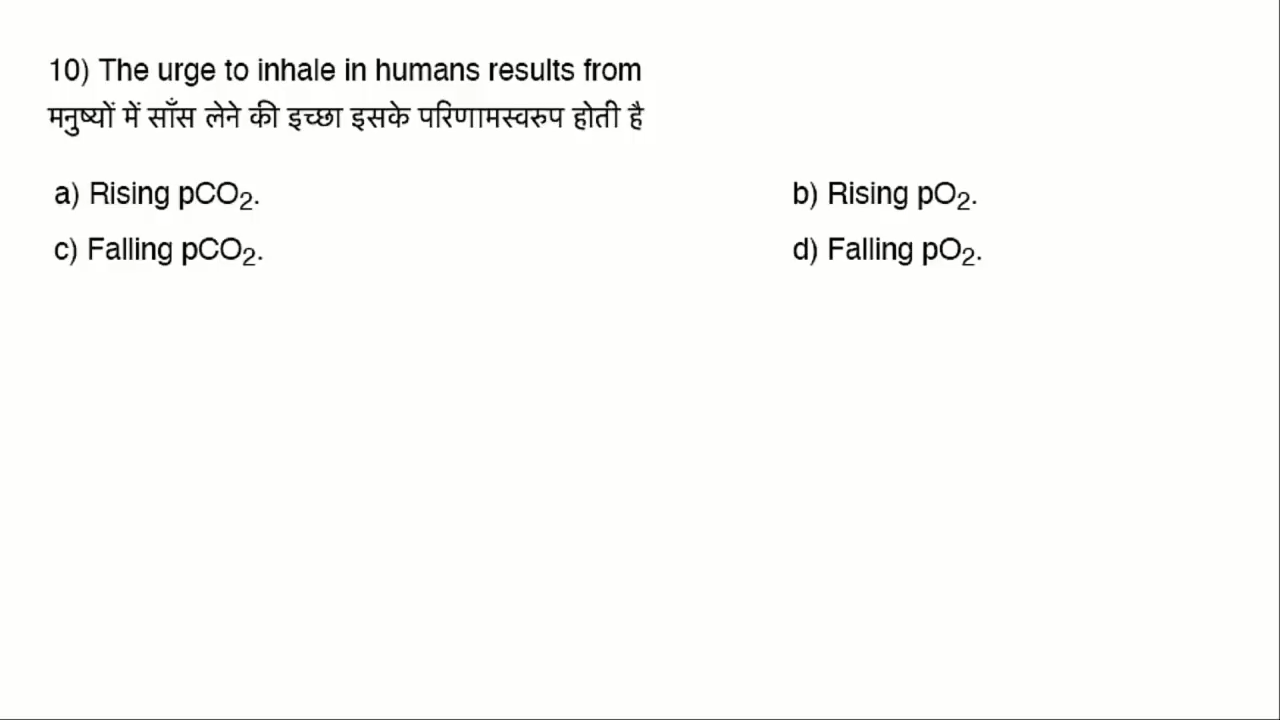 10) The urge to inhale in humans results from
मनुष्यों में साँस लेने की इच्छा इसके परिणामस्वरुप होती है
a) Rising pCO₂. b) Rising pO₂.
c) Falling pCO₂. d) Falling pO₂.